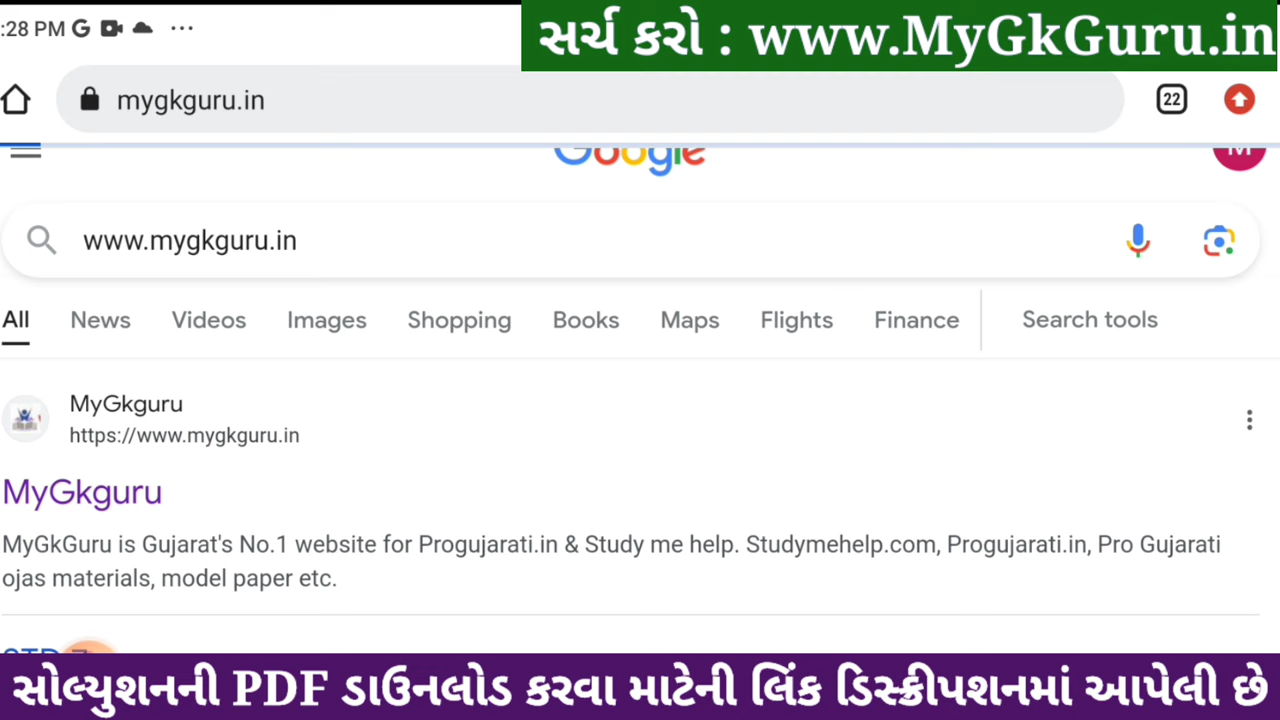 :28 PM
સર્ચ કરો : www.MyGkGuru.in
mygkguru.in
22
Google
M
www.mygkguru.in
All News Videos Images Shopping Books Maps Flights Finance Search tools
MyGkguru
https://www.mygkguru.in
MyGkguru
MyGkGuru is Gujarat's No.1 website for Progujarati.in & Study me help. Studymehelp.com, Progujarati.in, Pro Gujarati
ojas materials, model paper etc.
સોલ્યુશનની PDF ડાઉનલોડ કરવા માટેની લિંક ડિસ્ક્રીપશનમાં આપેલી છે